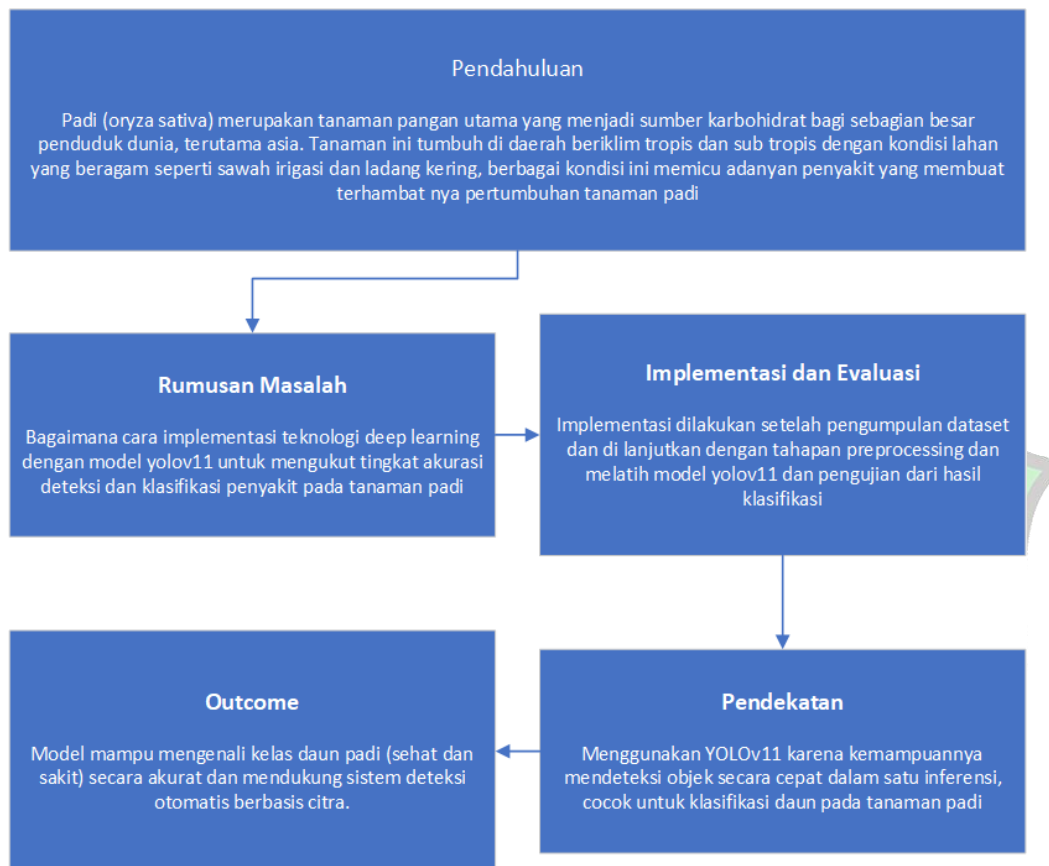 Pendahuluan
Padi (oryza sativa) merupakan tanaman pangan utama yang menjadi sumber karbohidrat bagi sebagian besar
penduduk dunia, terutama asia. Tanaman ini tumbuh di daerah beriklim tropis dan sub tropis dengan kondisi lahan
yang beragam seperti sawah irigasi dan ladang kering, berbagai kondisi ini memicu adanyan penyakit yang membuat
terhambat nya pertumbuhan tanaman padi
Rumusan Masalah
Bagaimana cara implementasi teknologi deep learning
dengan model yolov11 untuk mengukut tingkat akurasi
deteksi dan klasifikasi penyakit pada tanaman padi
Implementasi dan Evaluasi
Implementasi dilakukan setelah pengumpulan dataset
dan di lanjutkan dengan tahapan preprocessing dan
melatih model yolov11 dan pengujian dari hasil
klasifikasi
Pendekatan
Menggunakan YOLOv11 karena kemampuannya
mendeteksi objek secara cepat dalam satu inferensi,
cocok untuk klasifikasi daun pada tanaman padi
Outcome
Model mampu mengenali kelas daun padi (sehat dan
sakit) secara akurat dan mendukung sistem deteksi
otomatis berbasis citra.